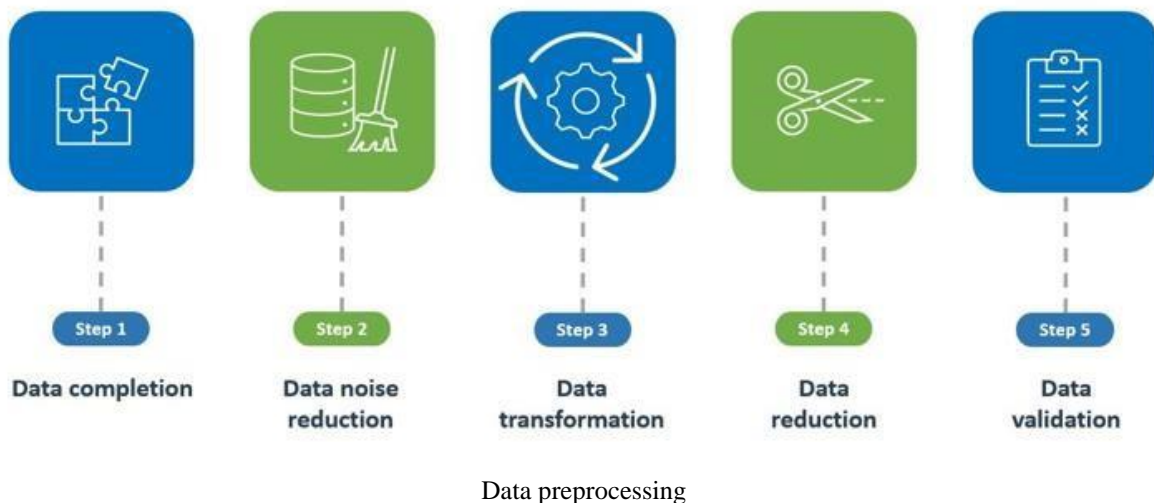 Step 1
Step 2
Step 3
Step 4
Step 5
Data completion
Data noise
reduction
Data
transformation
Data
reduction
Data
validation
Data preprocessing